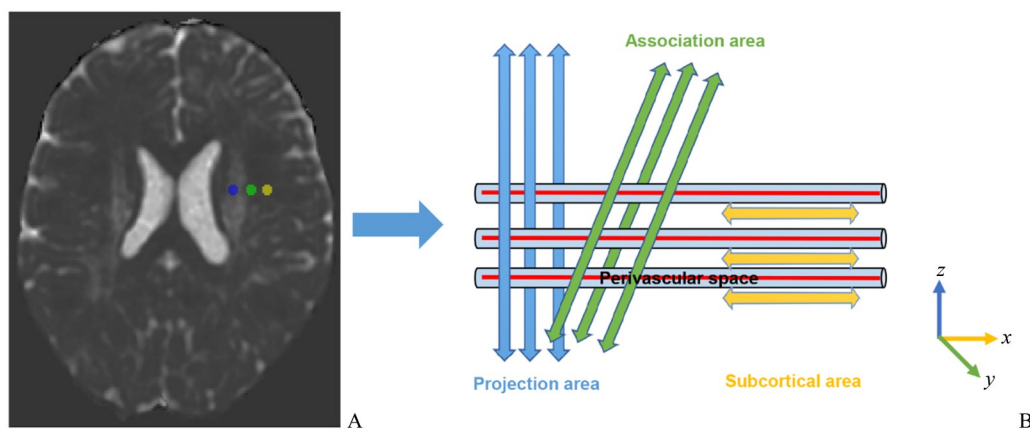 Association area
Perivascular space
Projection area
Subcortical area
z
x
y
A
B